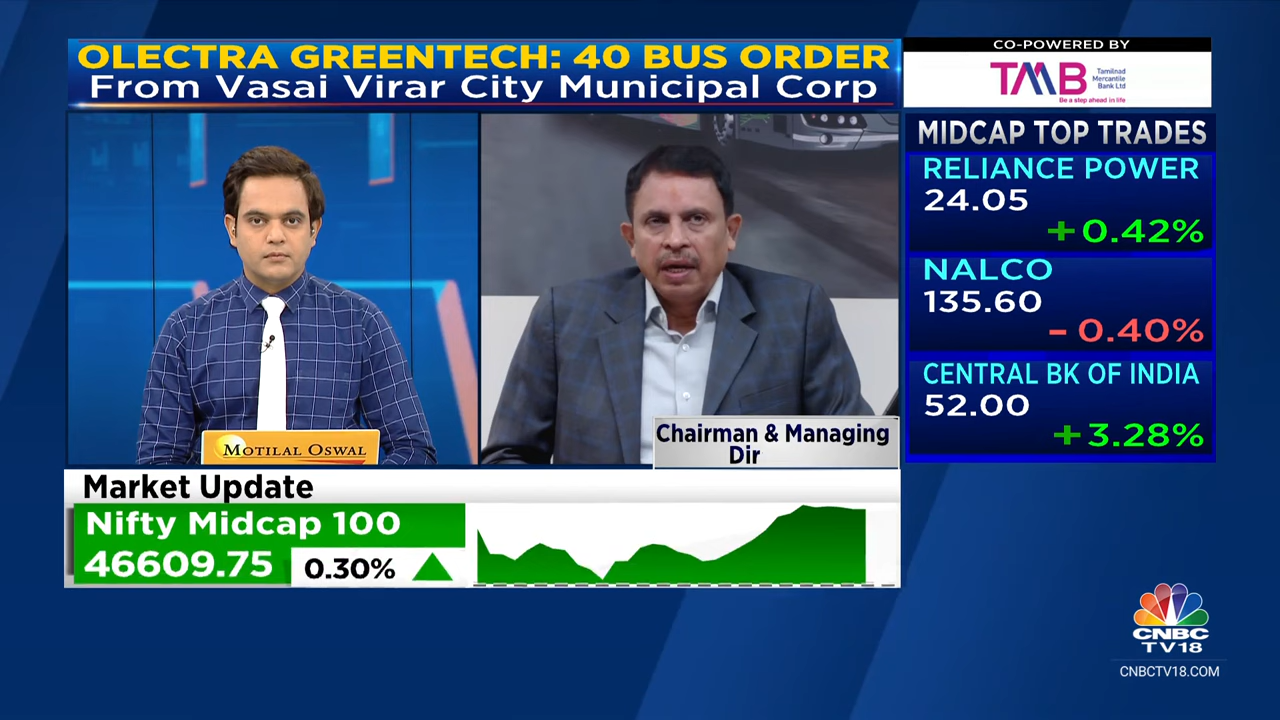 OLECTRA GREENTECH: 40 BUS ORDER
From Vasai Virar City Municipal Corp
CO-POWERED BY
TMB
Tamilnad
Mercantile
Bank Ltd
Be a step ahead in life
MIDCAP TOP TRADES
RELIANCE POWER
24.05
+0.42%
NALCO
135.60
-0.40%
CENTRAL BK OF INDIA
52.00
+3.28%
MOTILAL OSWAL
Chairman & Managing
Dir
Market Update
Nifty Midcap 100
46609.75 0.30%
CNBC
TV18
CNBCTV18.COM